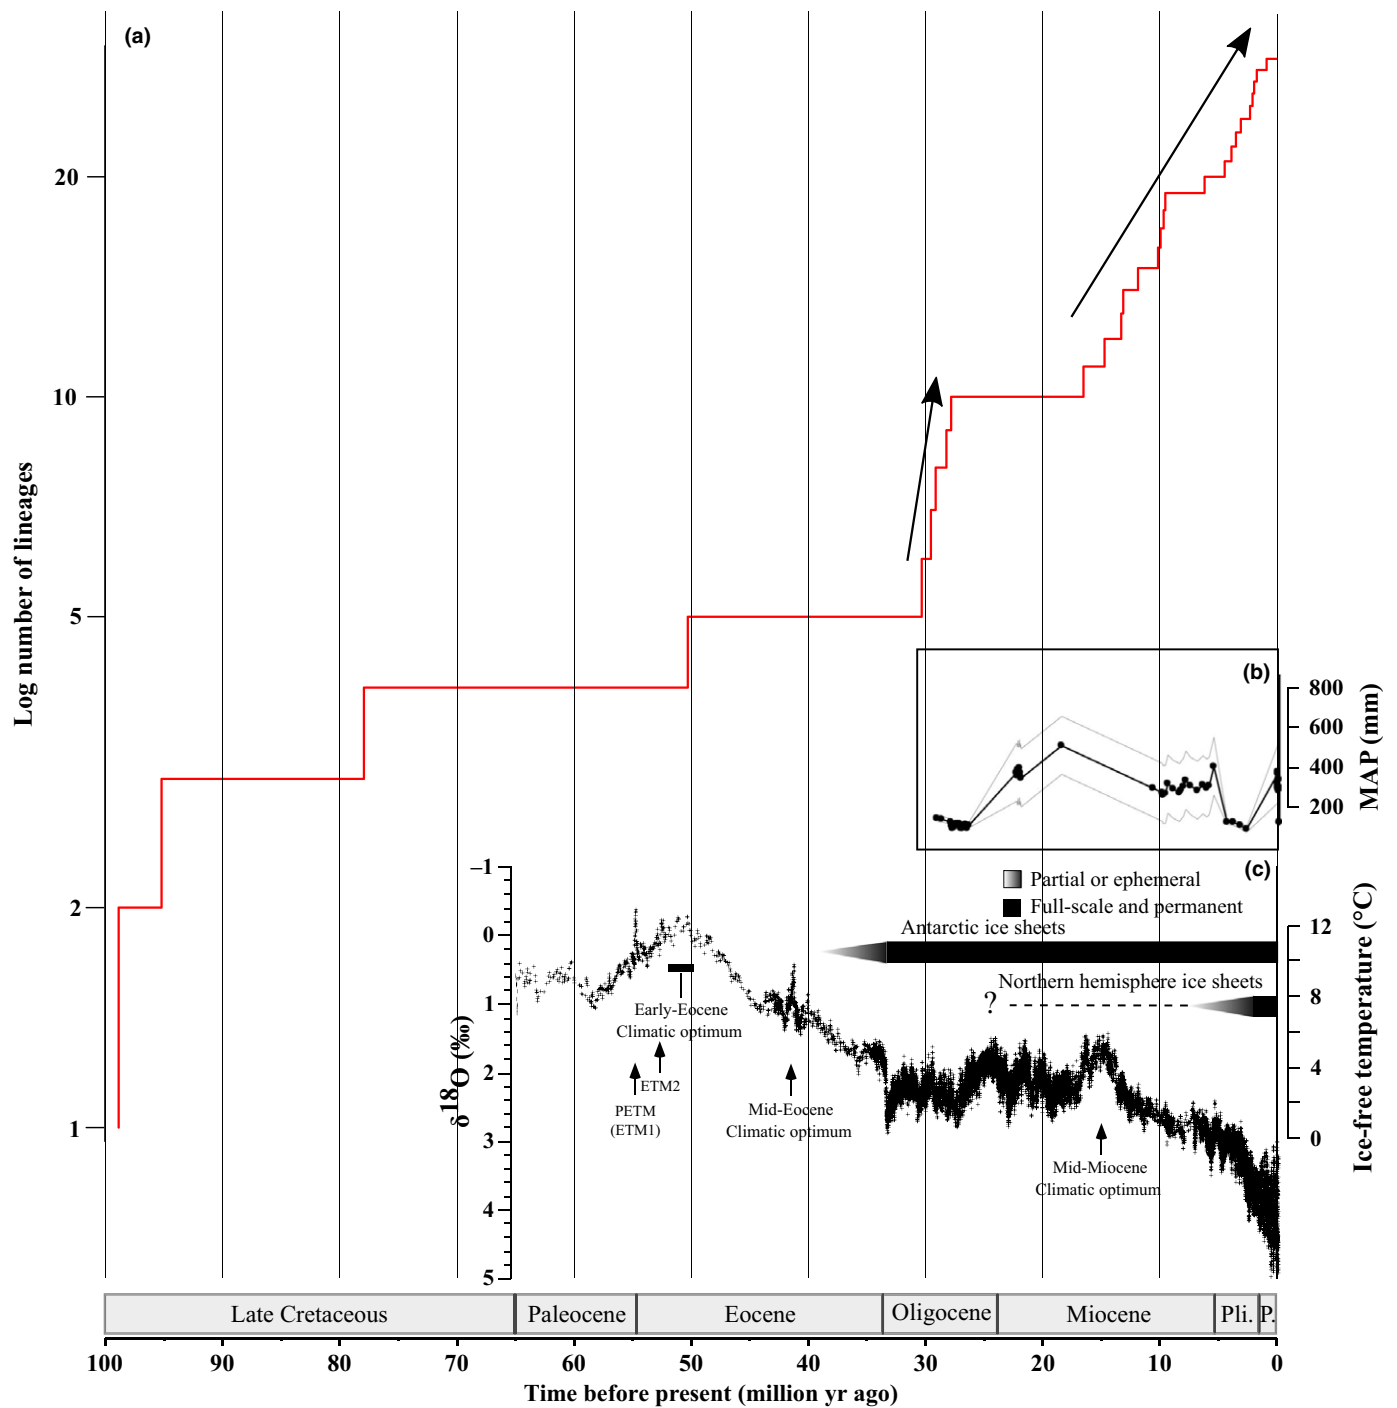 (a)
20
10
5
2
1
Log number of lineages
(b)
800
600
400
200
MAP (mm)
(c)
Partial or ephemeral
Full-scale and permanent
Antarctic ice sheets
Northern hemisphere ice sheets
?
12
8
4
0
Ice-free temperature (°C)
–1
0
1
2
3
4
5
δ 18O (‰)
Early-Eocene
Climatic optimum
ETM2
PETM
(ETM1)
Mid-Eocene
Climatic optimum
Mid-Miocene
Climatic optimum
Late Cretaceous
Paleocene
Eocene
Oligocene
Miocene
Pli.
P.
100
90
80
70
60
50
40
30
20
10
0
Time before present (million yr ago)